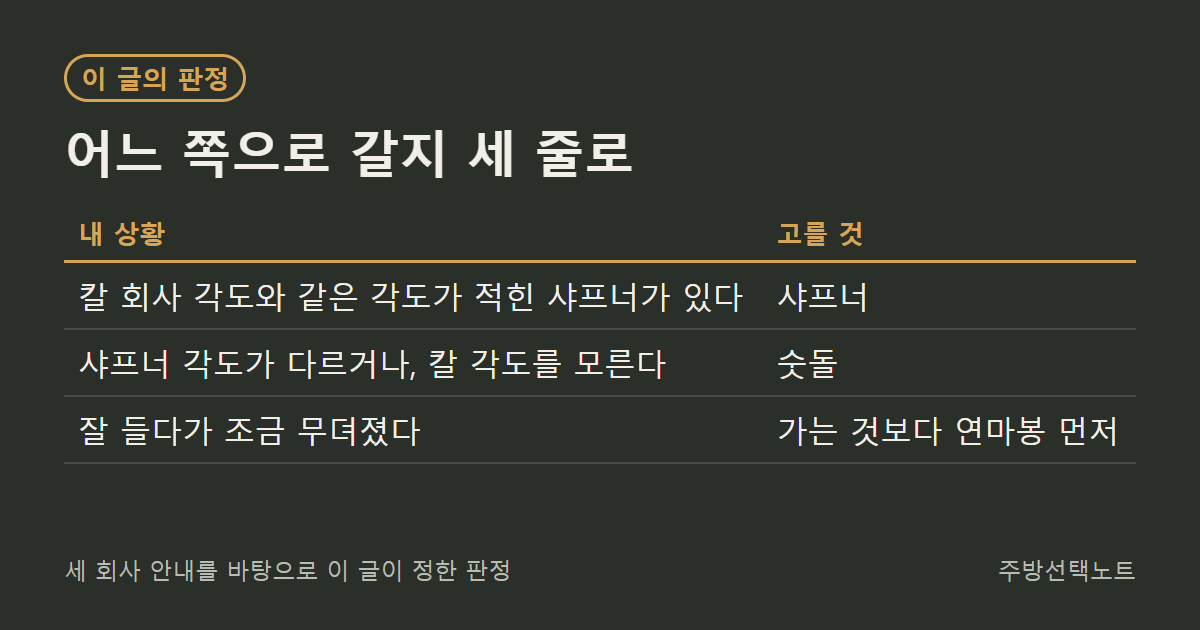 이 글의 판정
어느 쪽으로 갈지 세 줄로
내 상황 고를 것
칼 회사 각도와 같은 각도가 적힌 샤프너가 있다 샤프너
샤프너 각도가 다르거나, 칼 각도를 모른다 숫돌
잘 들다가 조금 무뎌졌다 가는 것보다 연마봉 먼저
세 회사 안내를 바탕으로 이 글이 정한 판정 주방선택노트